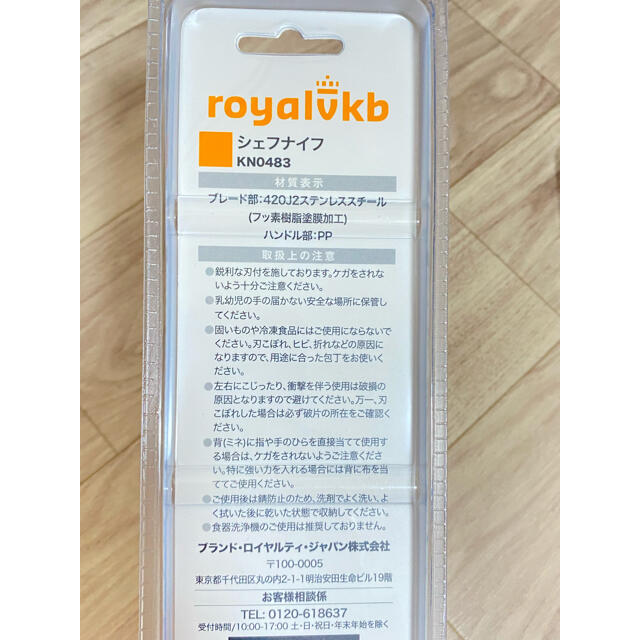 royalvkb
シェフナイフ
KN0483
材質表示
ブレード部:420J2ステンレススチール
(フッ素樹脂塗膜加工)
ハンドル部:PP
取扱上の注意
●鋭利な刃付を施しております。ケガをされな
いよう十分ご注意ください。
●乳幼児の手の届かない安全な場所に保管し
てください。
●固いものや冷凍食品にはご使用にならないで
ください。刃こぼれ、ヒビ、折れなどの原因に
なりますので、用途に合った包丁をお使いく
ださい。
●左右にこじったり、衝撃を伴う使用は破損の
原因となりますので避けてください。万一、刃
こぼれした場合は必ず破片の所在をご確認く
ださい。
●背(ミネ)に指や手のひらを直接当てて使用す
る場合は、ケガをされないようご注意くださ
い。特に強い力を入れる場合には背に布を当
ててご使用ください。
●ご使用後は錆防止のため、洗剤でよく洗い、よ
く拭いた後に乾いた状態で収納してください。
●食器洗浄機のご使用は推奨しておりません。
ブランド・ロイヤルティ・ジャパン株式会社
〒100-0005
東京都千代田区丸の内2-1-1明治安田生命ビル19階
お客様相談係
TEL: 0120-618637
受付時間/10:00-17:00 土・日・祝日・年末年始を除く